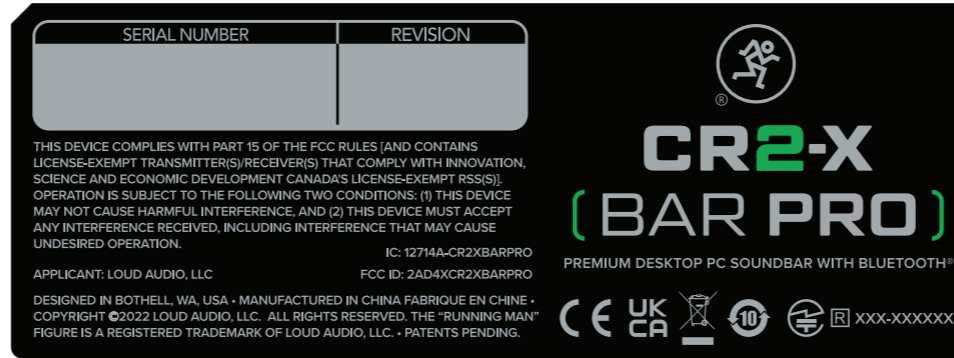 SERIAL NUMBER REVISION
THIS DEVICE COMPLIES WITH PART 15 OF THE FCC RULES [AND CONTAINS
LICENSE-EXEMPT TRANSMITTER(S)/RECEIVER(S) THAT COMPLY WITH INNOVATION,
SCIENCE AND ECONOMIC DEVELOPMENT CANADA'S LICENSE-EXEMPT RSS(S)].
OPERATION IS SUBJECT TO THE FOLLOWING TWO CONDITIONS: (1) THIS DEVICE
MAY NOT CAUSE HARMFUL INTERFERENCE, AND (2) THIS DEVICE MUST ACCEPT
ANY INTERFERENCE RECEIVED, INCLUDING INTERFERENCE THAT MAY CAUSE
UNDESIRED OPERATION.
IC: 12714A-CR2XBARPRO
APPLICANT: LOUD AUDIO, LLC FCC ID: 2AD4XCR2XBARPRO
DESIGNED IN BOTHELL, WA, USA • MANUFACTURED IN CHINA FABRIQUE EN CHINE •
COPYRIGHT ©2022 LOUD AUDIO, LLC. ALL RIGHTS RESERVED. THE “RUNNING MAN”
FIGURE IS A REGISTERED TRADEMARK OF LOUD AUDIO, LLC. • PATENTS PENDING.
®
CR2-X
(BAR PRO)
PREMIUM DESKTOP PC SOUNDBAR WITH BLUETOOTH®
CE UK CA 10 R XXX-XXXXXX